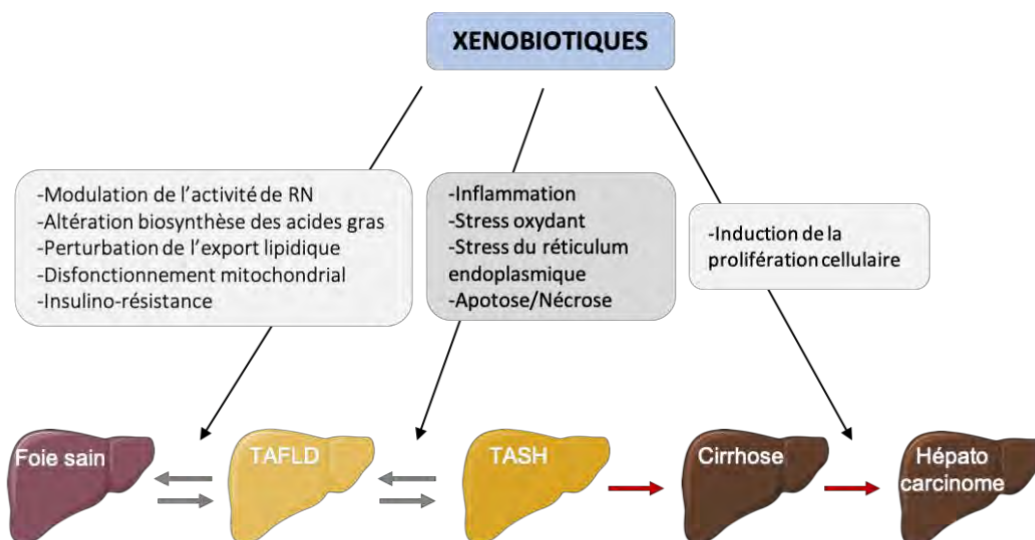 XENOBIOTIQUES
-Modulation de l'activité de RN
-Altération biosynthèse des acides gras
-Perturbation de l'export lipidique
-Disfonctionnement mitochondrial
-Insulino-résistance
-Inflammation
-Stress oxydant
-Stress du réticulum
endoplasmique
-Apotose/Nécrose
-Induction de la
prolifération cellulaire
Foie sain
TAFLD
TASH
Cirrhose
Hépato
carcinome